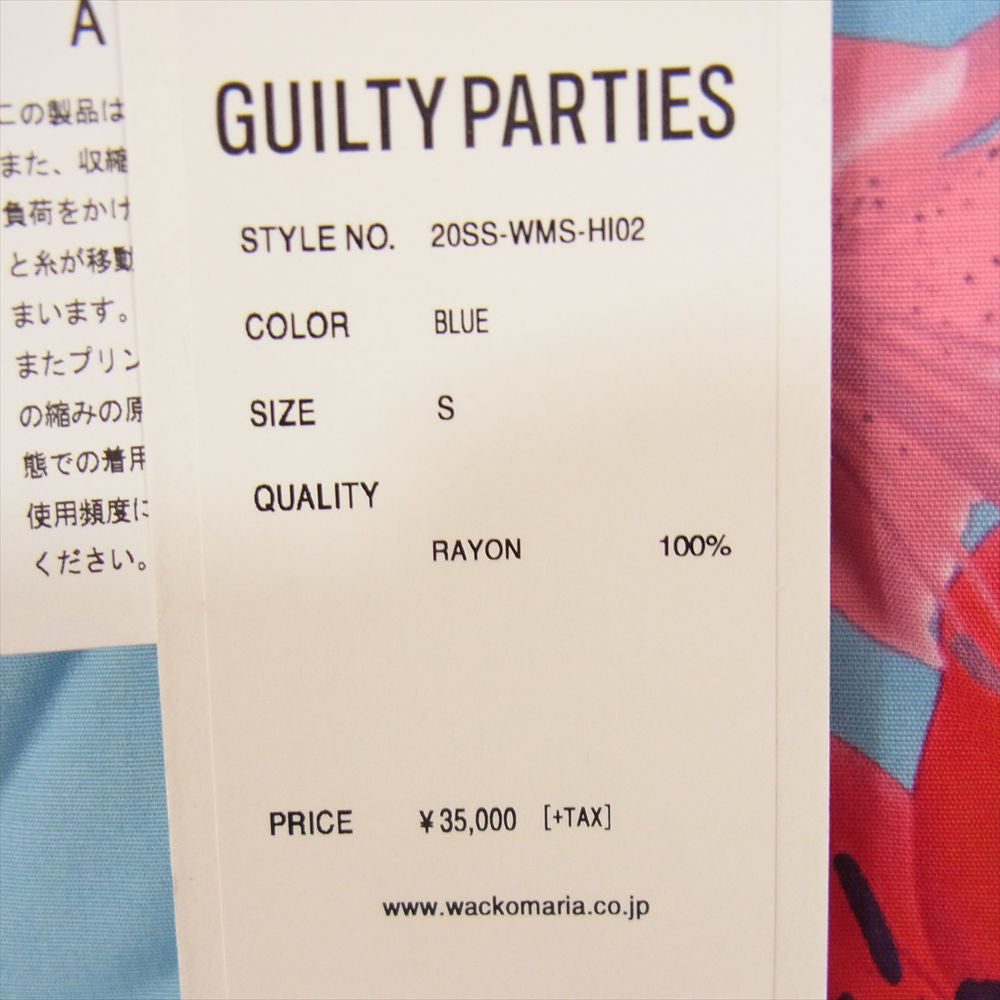 A
この製品は
また、収縮
負荷をかけ
と糸が移動
まいます。
またプリン
の縮みの原
態での着用
使用頻度に
ください。
GUILTY PARTIES
STYLE NO. 20SS-WMS-HI02
COLOR BLUE
SIZE S
QUALITY
RAYON 100%
PRICE ¥35,000 [+TAX]
www.wackomaria.co.jp